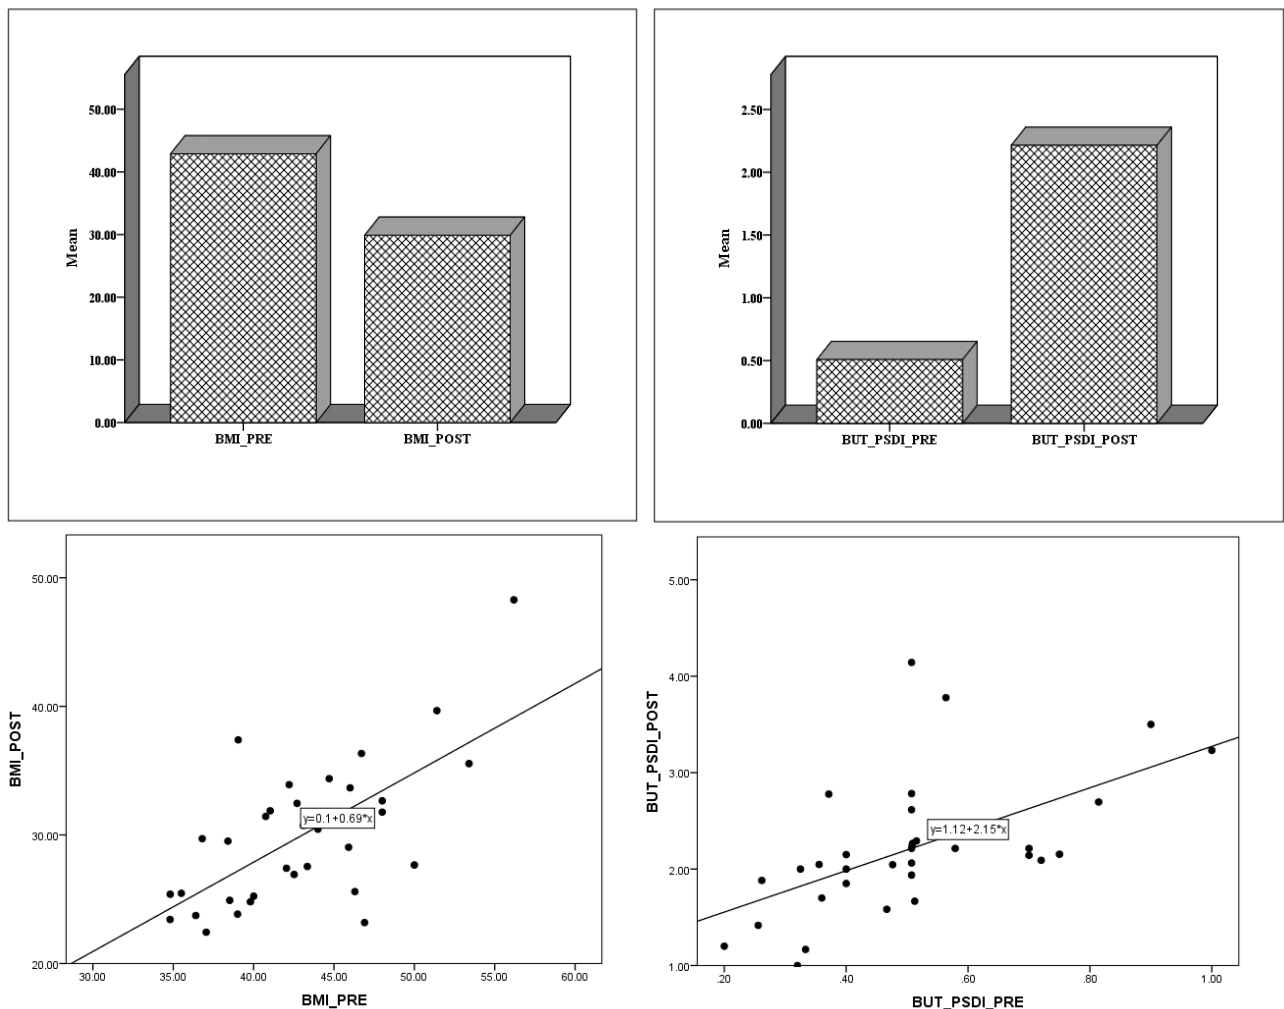 50.00
40.00
Mean
30.00
20.00
10.00
0.00
BMI_PRE
BMI_POST
2.50
2.00
Mean
1.50
1.00
0.50
0.00
BUT_PSDI_PRE
BUT_PSDI_POST
50.00
40.00
BMI_POST
30.00
20.00
y=0.1+0.69*x
30.00 35.00 40.00 45.00 50.00 55.00 60.00
BMI_PRE
5.00
4.00
BUT_PSDI_POST
3.00
2.00
1.00
y=1.12+2.15*x
.20 .40 .60 .80 1.00
BUT_PSDI_PRE